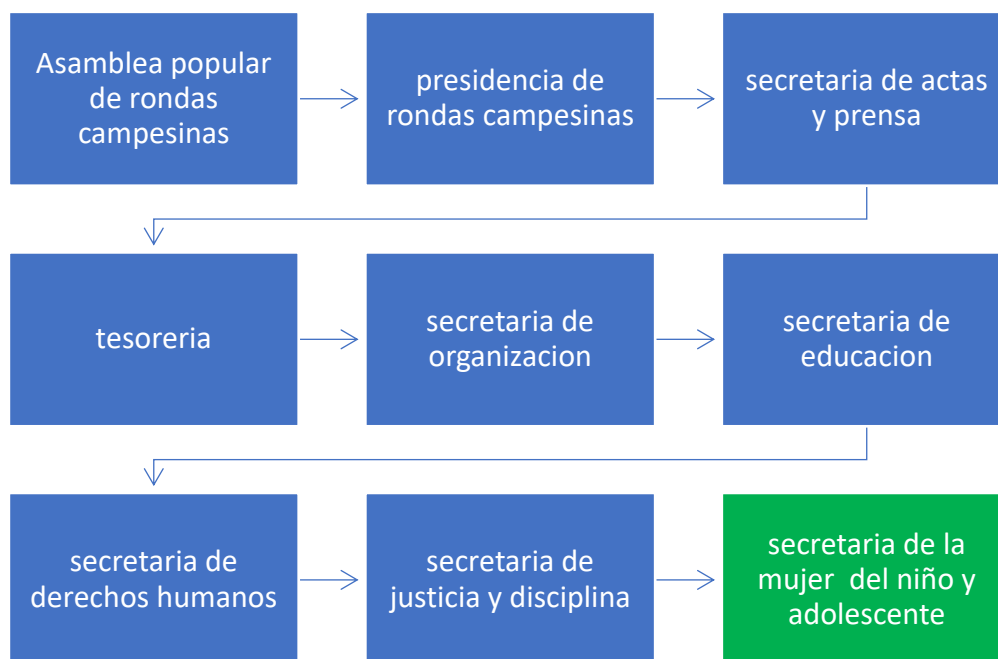 Asamblea popular
de rondas
campesinas
presidencia de
rondas campesinas
secretaria de actas
y prensa
tesoreria
secretaria de
organizacion
secretaria de
educacion
secretaria de
derechos humanos
secretaria de
justicia y disciplina
secretaria de la
mujer  del niño y
adolescente